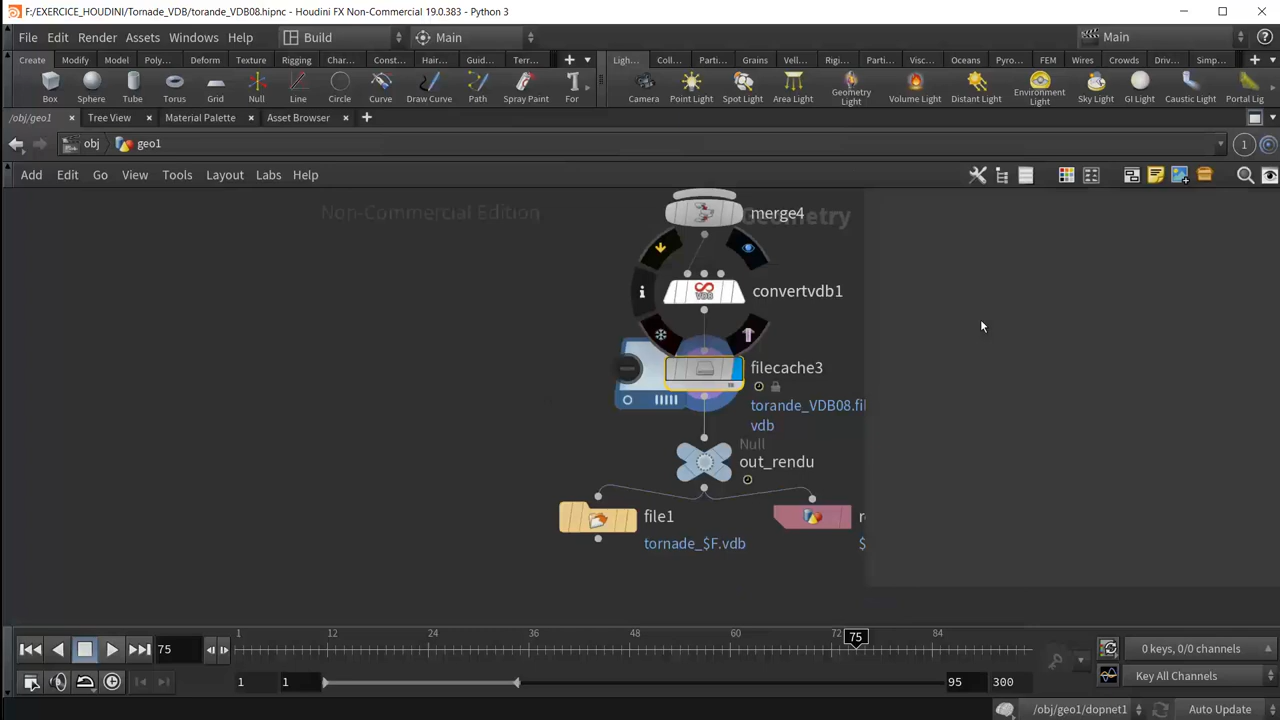 F:/EXERCICE_HOUDINI/Tornade_VDB/torande_VDB08.hipnc - Houdini FX Non-Commercial 19.0.383 - Python 3
File Edit Render Assets Windows Help Build Main Main
Create Modify Model Poly... Deform Texture Rigging Char... Const... Hair... Guid... Terr... Ligh... Coll... Parti... Grains Vell... Rigi... Parti... Visc... Oceans Pyro... FEM Wires Crowds Driv... Simp...
Box Sphere Tube Torus Grid Null Line Circle Curve Draw Curve Path Spray Paint For Camera Point Light Spot Light Area Light Geometry Light Volume Light Distant Light Environment Light Sky Light GI Light Caustic Light Portal Lig
/obj/geo1 Tree View Material Palette Asset Browser
obj geo1 1
Add Edit Go View Tools Layout Labs Help
Non-Commercial Edition
Geometry
merge4
convertvdb1
filecache3
torande_VDB08.fil
vdb
Null
out_rendu
file1
tornade_$F.vdb
1 12 24 36 48 60 72 75 84
75 0 keys, 0/0 channels
1 1 95 300 Key All Channels
/obj/geo1/dopnet1 Auto Update